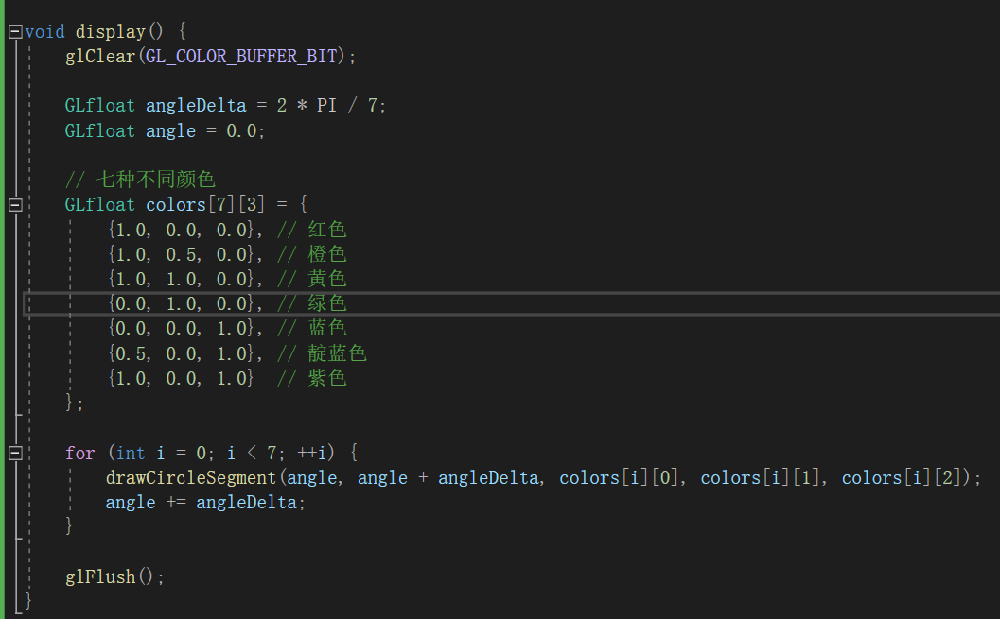 void display() {
glClear(GL_COLOR_BUFFER_BIT);
GLfloat angleDelta = 2 * PI / 7;
GLfloat angle = 0.0;
// 七种不同颜色
GLfloat colors[7][3] = {
{1.0, 0.0, 0.0}, // 红色
{1.0, 0.5, 0.0}, // 橙色
{1.0, 1.0, 0.0}, // 黄色
{0.0, 1.0, 0.0}, // 绿色
{0.0, 0.0, 1.0}, // 蓝色
{0.5, 0.0, 1.0}, // 靛蓝色
{1.0, 0.0, 1.0} // 紫色
};
for (int i = 0; i < 7; ++i) {
drawCircleSegment(angle, angle + angleDelta, colors[i][0], colors[i][1], colors[i][2]);
angle += angleDelta;
}
glFlush();
}